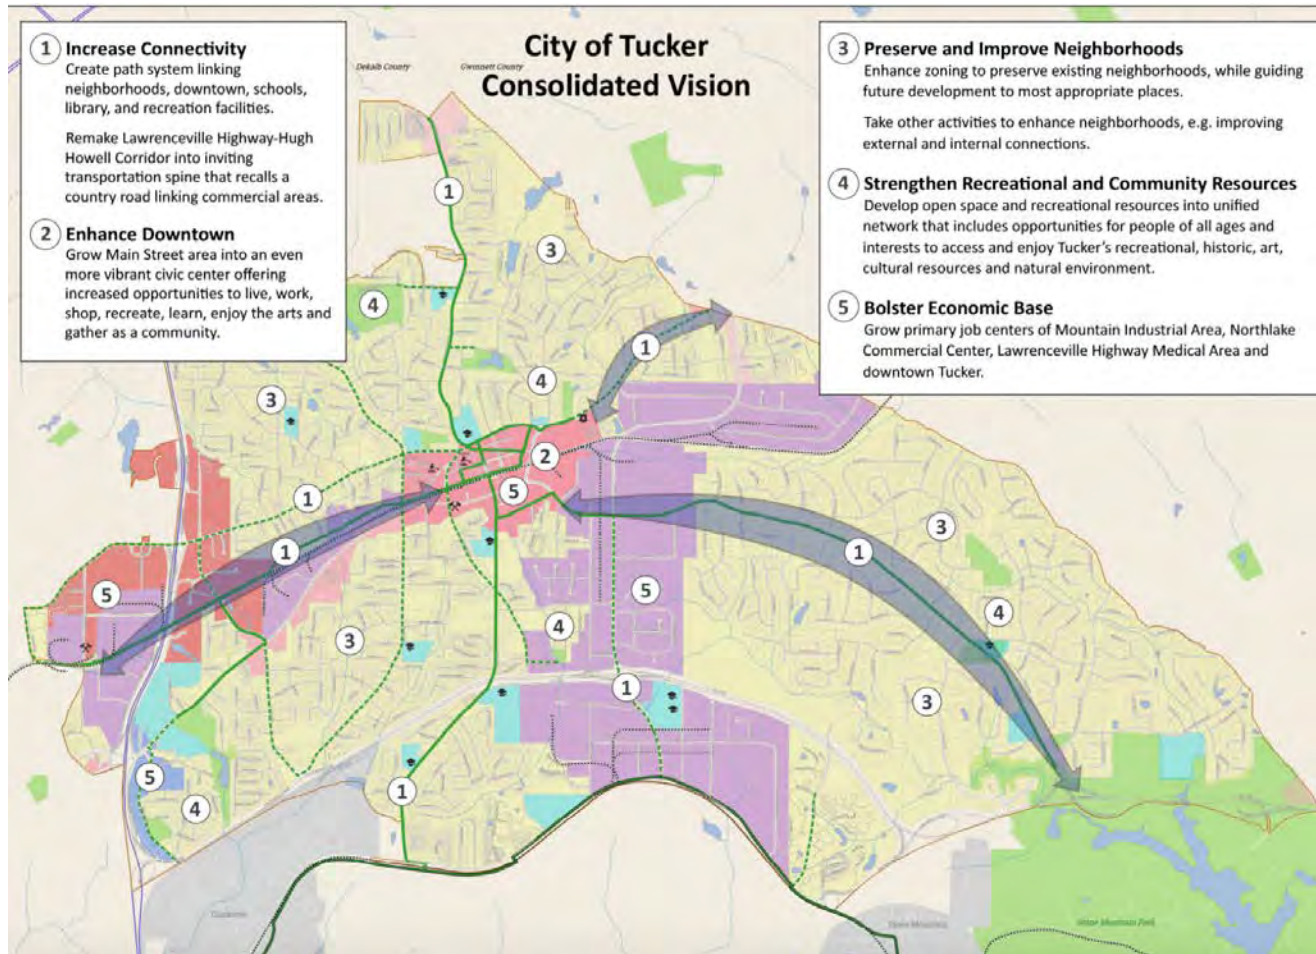 City of Tucker
Consolidated Vision
1 Increase Connectivity
Create path system linking
neighborhoods, downtown, schools,
library, and recreation facilities.
Remake Lawrenceville Highway-Hugh
Howell Corridor into inviting
transportation spine that recalls a
country road linking commercial areas.
2 Enhance Downtown
Grow Main Street area into an even
more vibrant civic center offering
increased opportunities to live, work,
shop, recreate, learn, enjoy the arts and
gather as a community.
Dekalb County
Gwinnett County
3 Preserve and Improve Neighborhoods
Enhance zoning to preserve existing neighborhoods, while guiding
future development to most appropriate places.
Take other activities to enhance neighborhoods, e.g. improving
external and internal connections.
4 Strengthen Recreational and Community Resources
Develop open space and recreational resources into unified
network that includes opportunities for people of all ages and
interests to access and enjoy Tucker's recreational, historic, art,
cultural resources and natural environment.
5 Bolster Economic Base
Grow primary job centers of Mountain Industrial Area, Northlake
Commercial Center, Lawrenceville Highway Medical Area and
downtown Tucker.
1
3
4
1
4
3
2
5
1
1
3
1
5
5
4
4
3
3
1
1
5
4
1
Clarkston
Stone Mountain
Stone Mountain Park